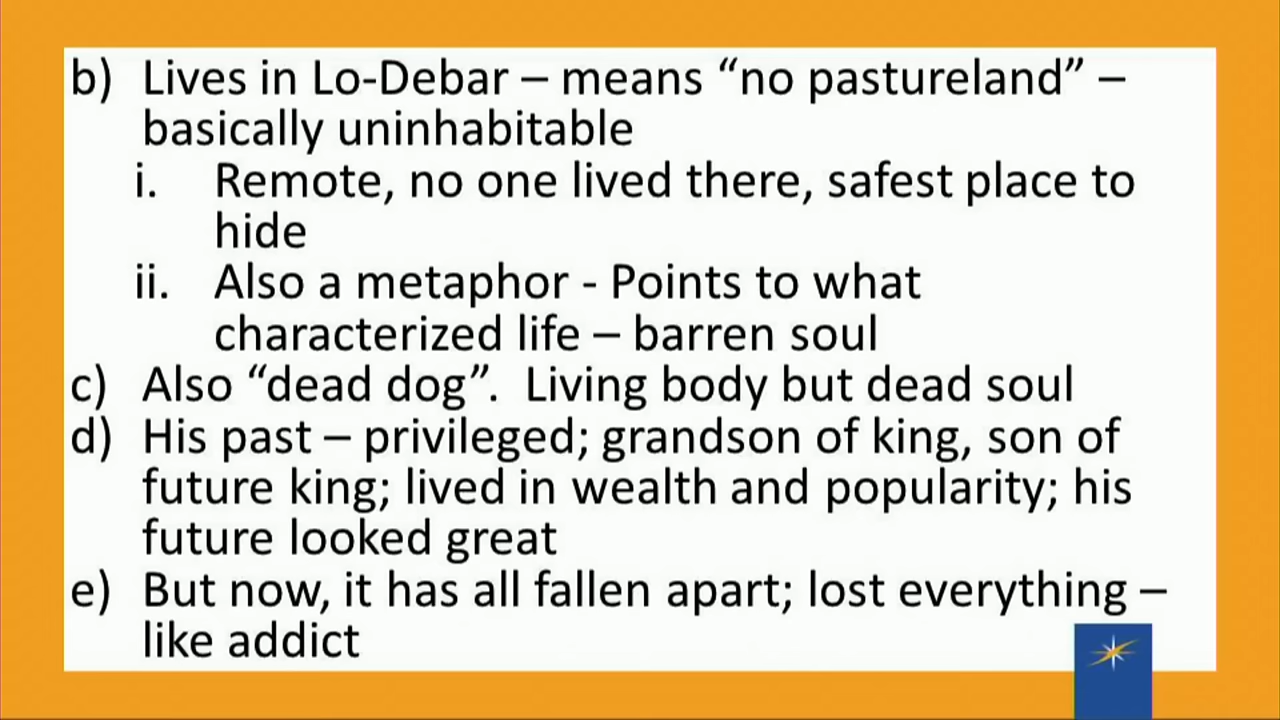 b) Lives in Lo-Debar – means “no pastureland” –
basically uninhabitable
i. Remote, no one lived there, safest place to
hide
ii. Also a metaphor - Points to what
characterized life – barren soul
c) Also “dead dog”.  Living body but dead soul
d) His past – privileged; grandson of king, son of
future king; lived in wealth and popularity; his
future looked great
e) But now, it has all fallen apart; lost everything –
like addict